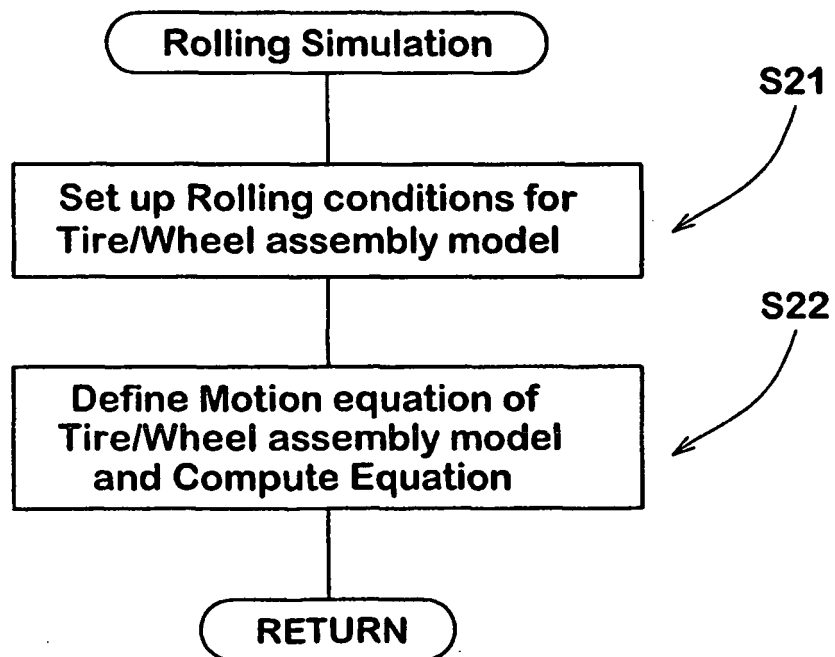 Rolling Simulation
S21
Set up Rolling conditions for
Tire/Wheel assembly model
S22
Define Motion equation of
Tire/Wheel assembly model
and Compute Equation
RETURN